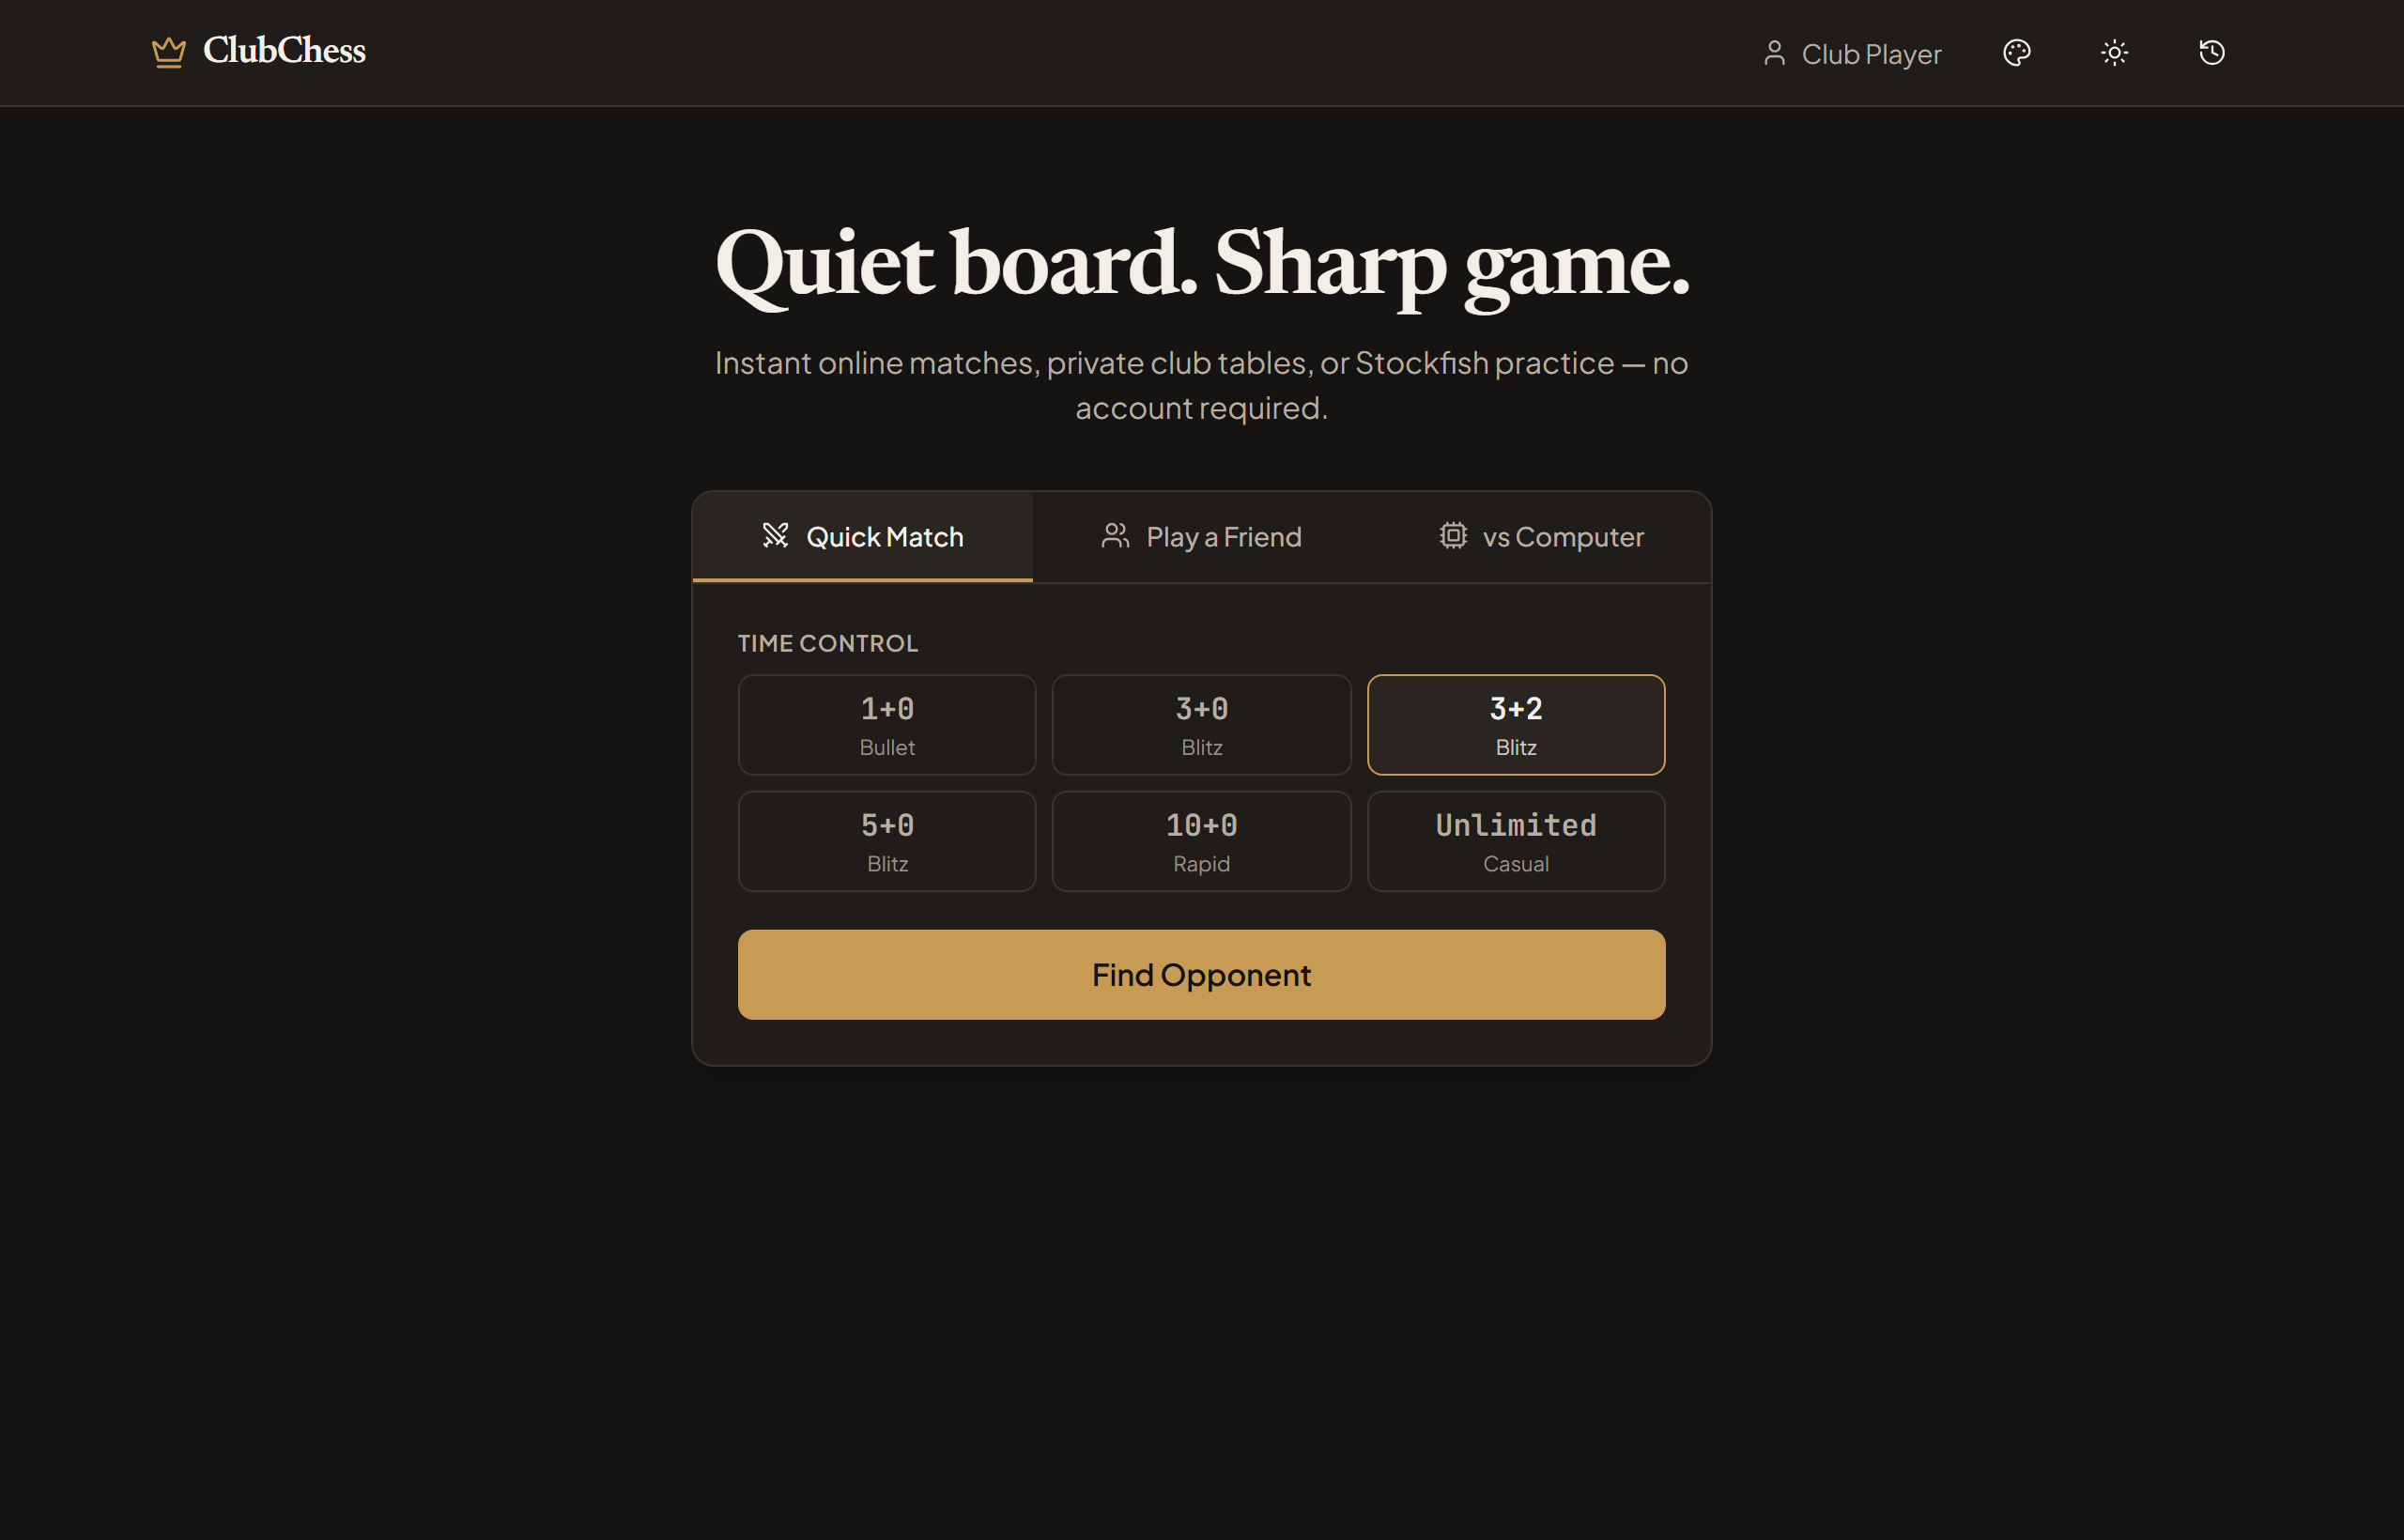 ClubChess
Club Player
Quiet board. Sharp game.
Instant online matches, private club tables, or Stockfish practice — no
account required.
Quick Match
Play a Friend
vs Computer
TIME CONTROL
1+0
Bullet
3+0
Blitz
3+2
Blitz
5+0
Blitz
10+0
Rapid
Unlimited
Casual
Find Opponent